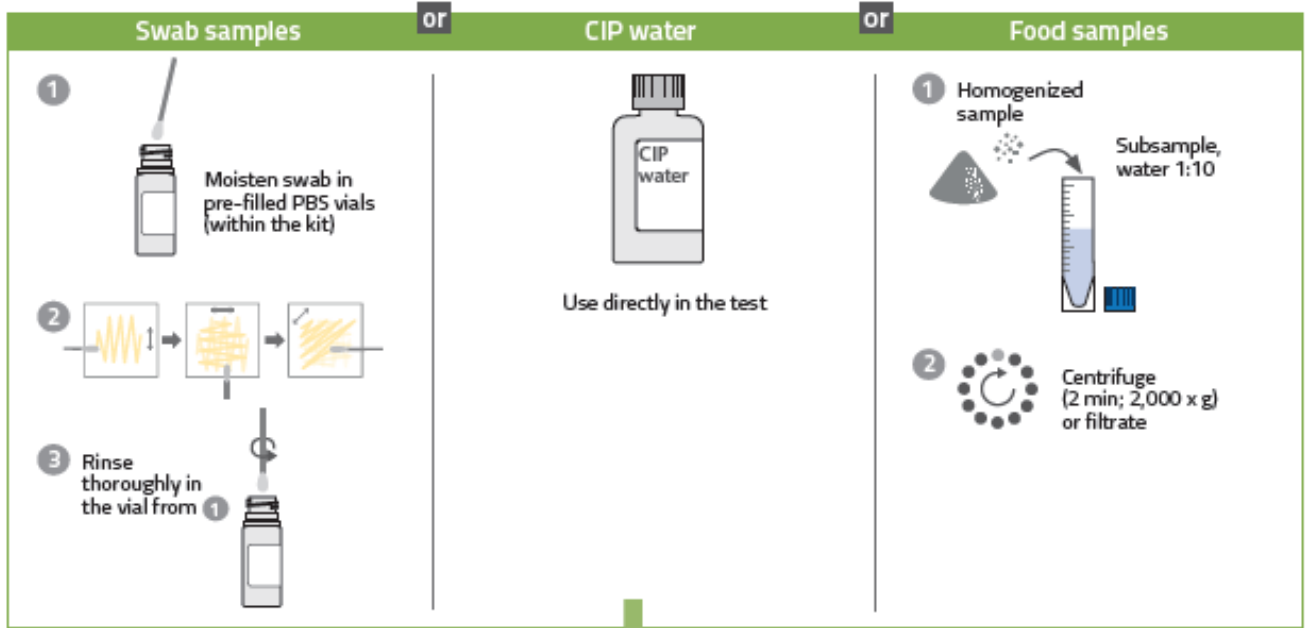 Swab samples
or
CIP water
or
Food samples
1
Moisten swab in
pre-filled PBS vials
(within the kit)
2
3
Rinse
thoroughly in
the vial from 1
CIP
water
Use directly in the test
1
Homogenized
sample
Subsample,
water 1:10
2
Centrifuge
(2 min; 2,000 x g)
or filtrate